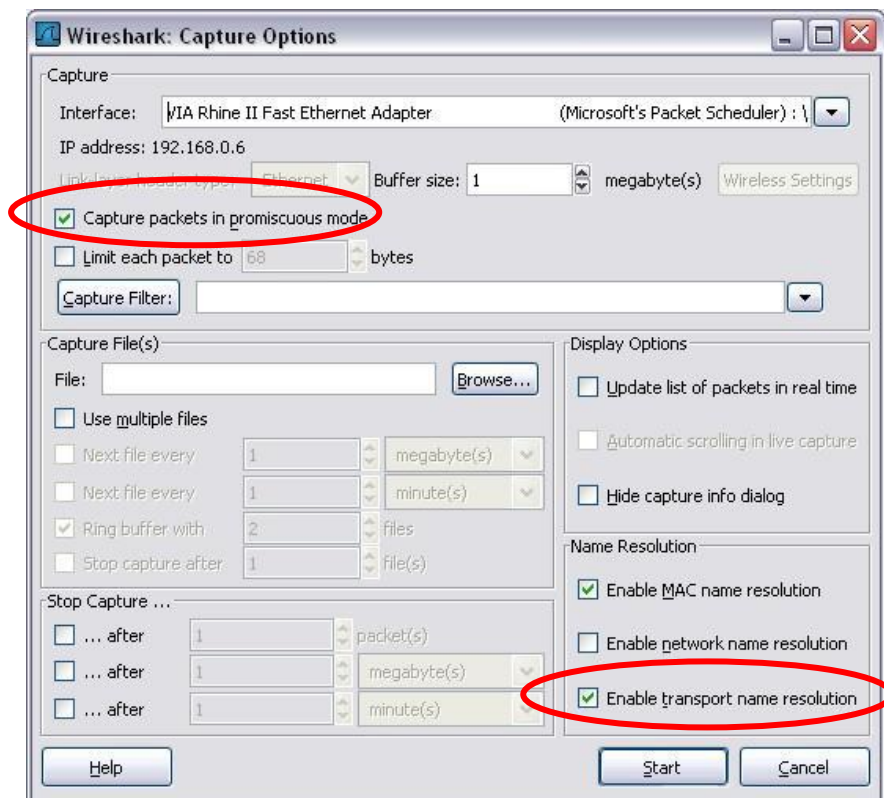 Wireshark: Capture Options
Capture
Interface: VIA Rhine II Fast Ethernet Adapter (Microsoft's Packet Scheduler) : \
IP address: 192.168.0.6
Link-layer header type: Ethernet Buffer size: 1 megabyte(s) Wireless Settings
Capture packets in promiscuous mode
Limit each packet to 68 bytes
Capture Filter:
Capture File(s)
File: Browse...
Use multiple files
Next file every 1 megabyte(s)
Next file every 1 minute(s)
Ring buffer with 2 files
Stop capture after 1 file(s)
Display Options
Update list of packets in real time
Automatic scrolling in live capture
Hide capture info dialog
Stop Capture ...
... after 1 packet(s)
... after 1 megabyte(s)
... after 1 minute(s)
Name Resolution
Enable MAC name resolution
Enable network name resolution
Enable transport name resolution
Help Start Cancel